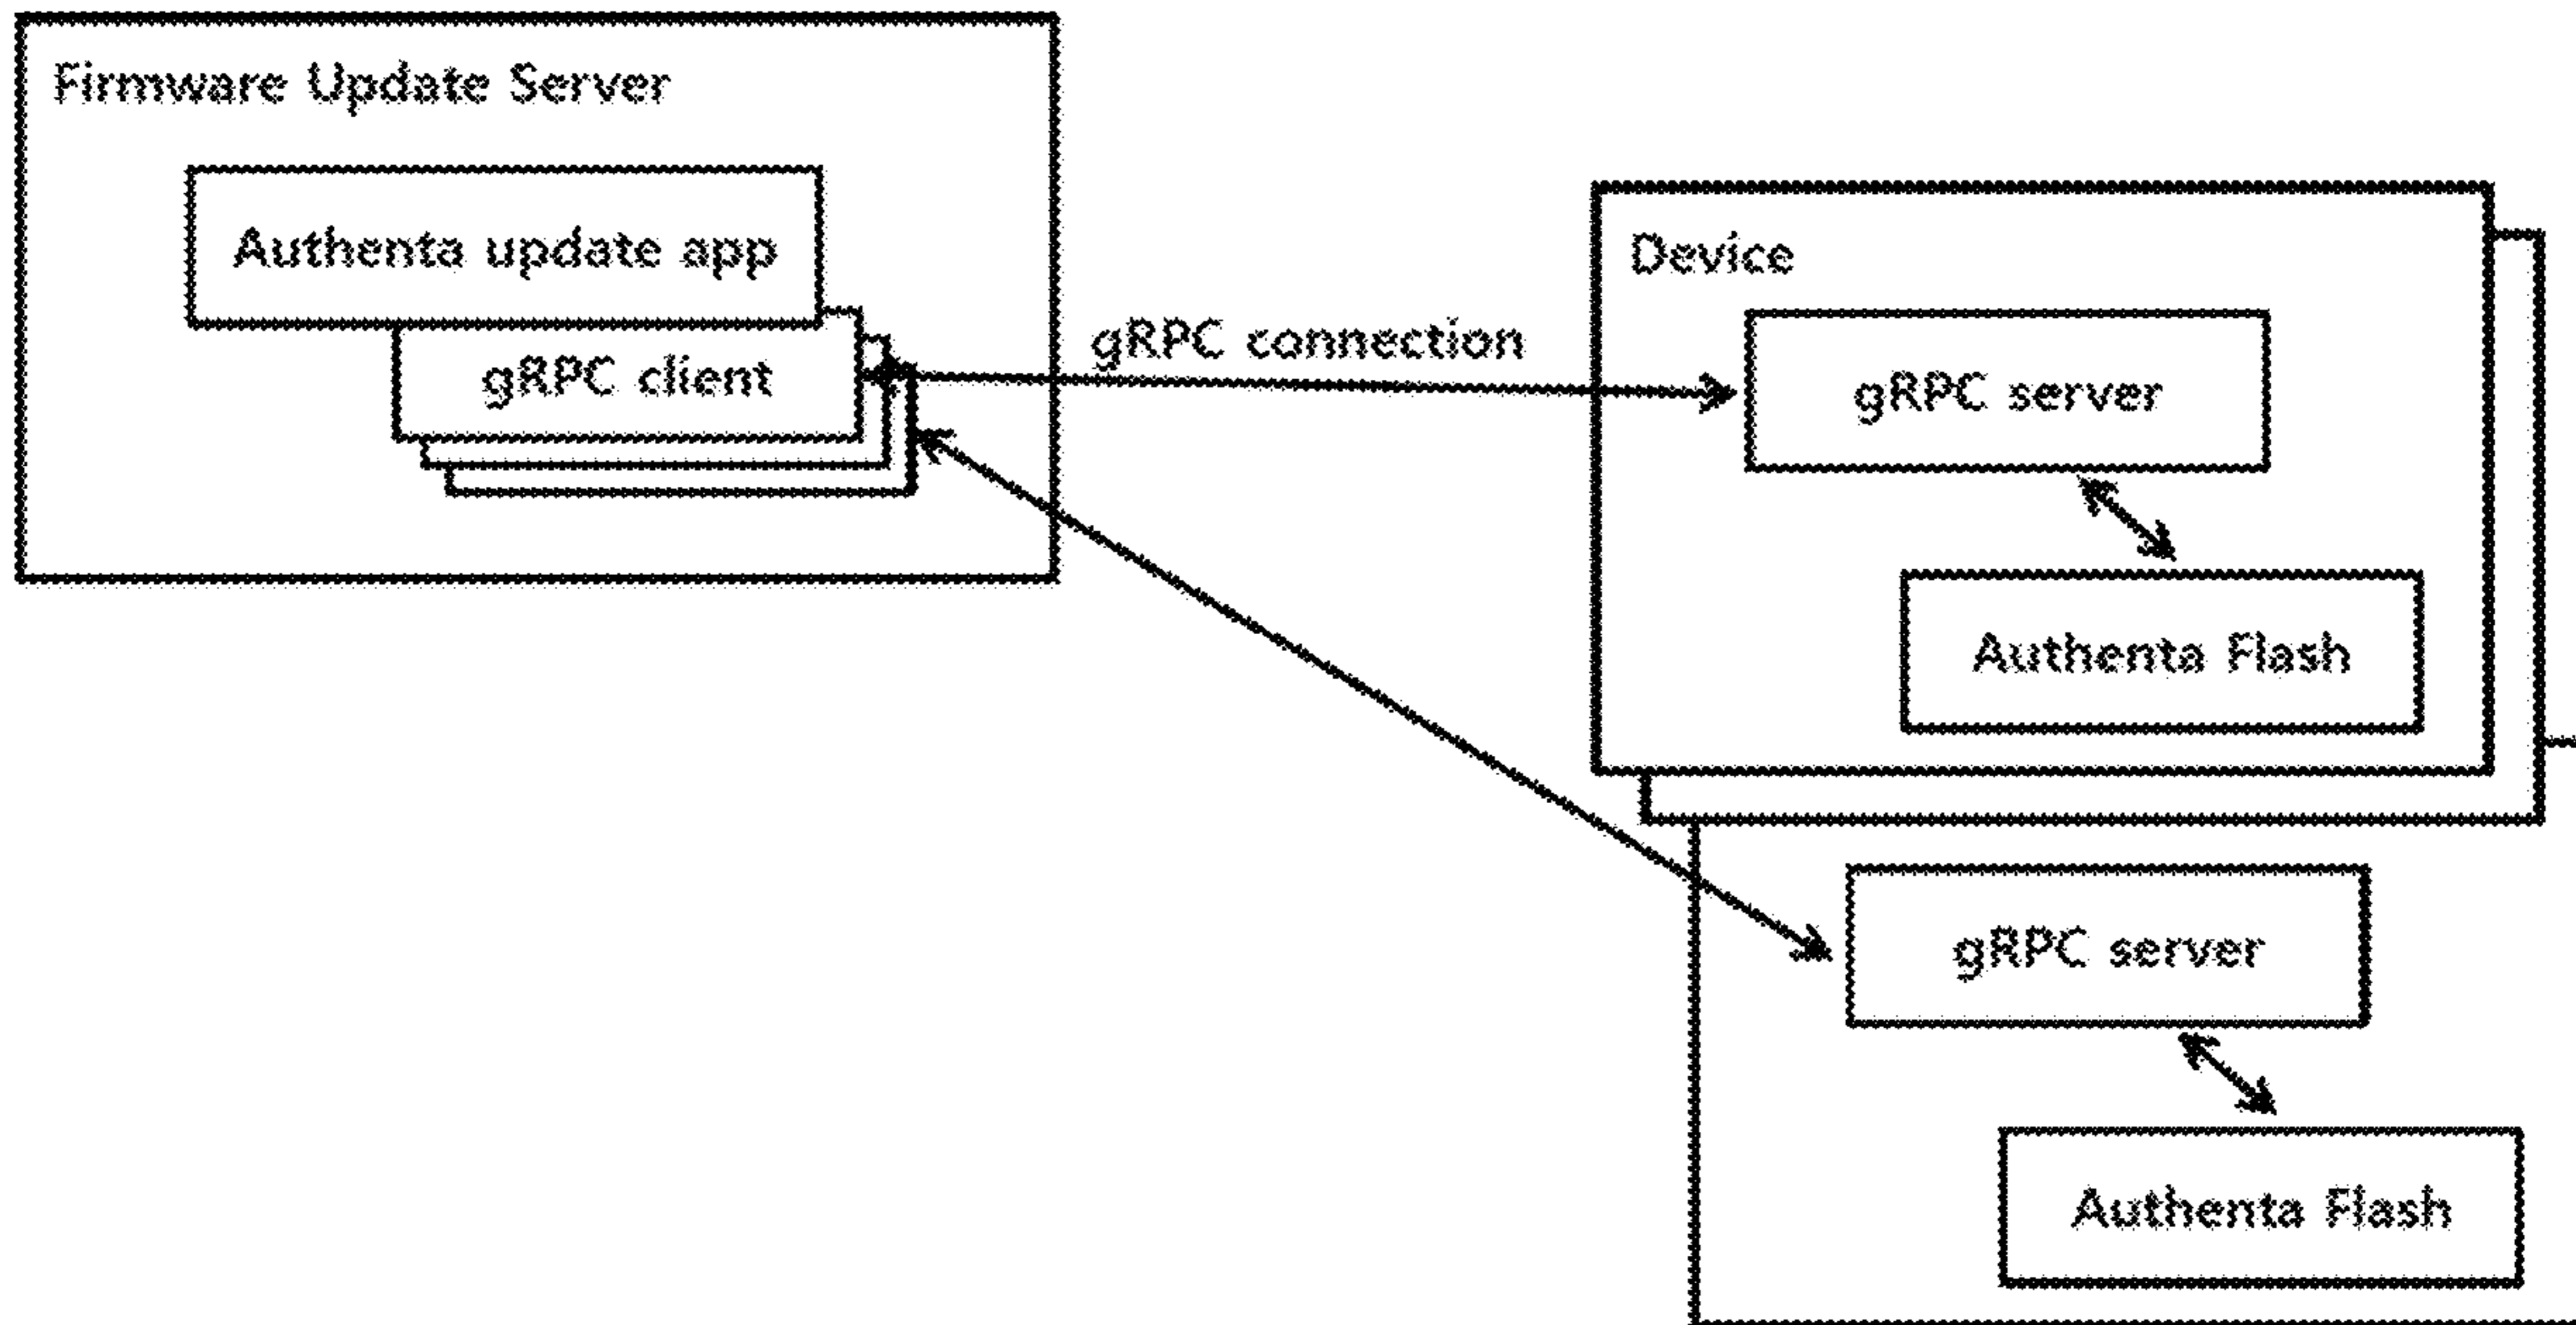 Firmware Update Server
Authenta update app
gRPC client
gRPC connection
Device
gRPC server
Authenta Flash
gRPC server
Authenta Flash